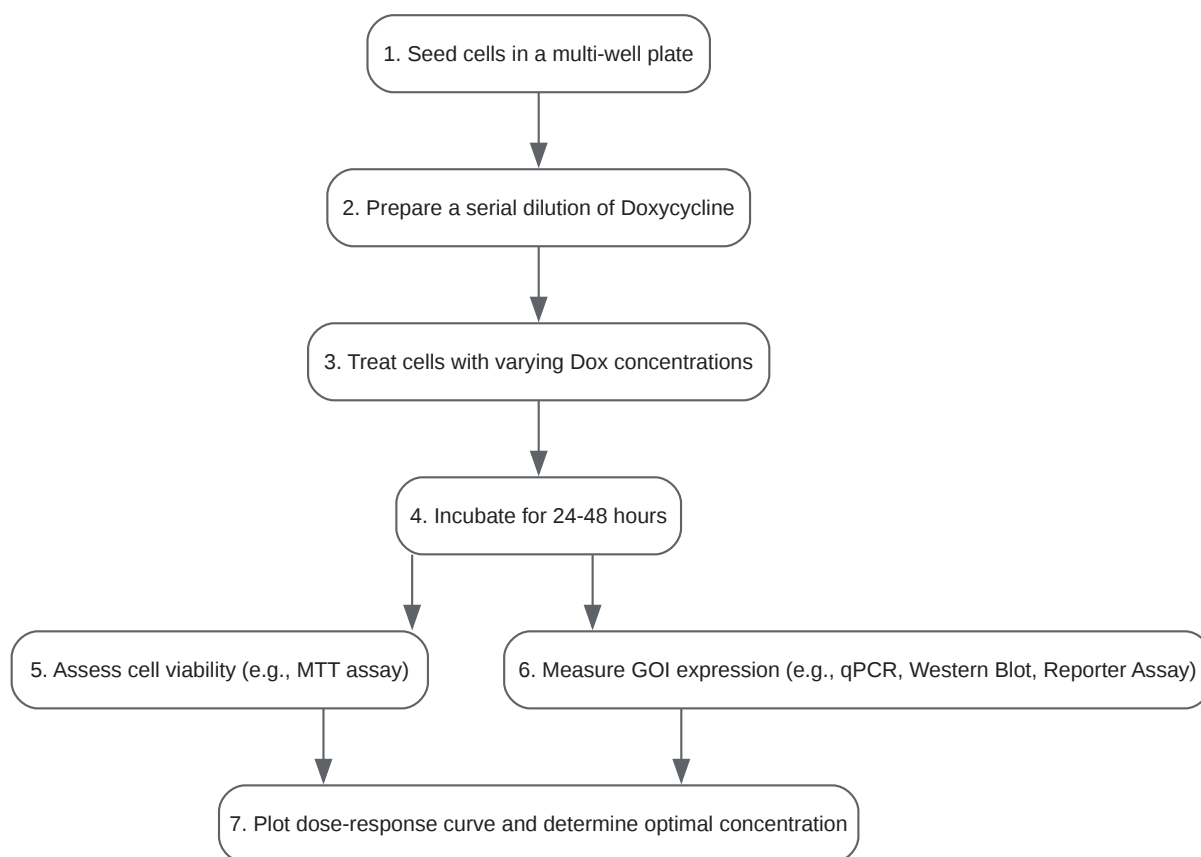 1. Seed cells in a multi-well plate
2. Prepare a serial dilution of Doxycycline
3. Treat cells with varying Dox concentrations
4. Incubate for 24-48 hours
5. Assess cell viability (e.g., MTT assay)
6. Measure GOI expression (e.g., qPCR, Western Blot, Reporter Assay)
7. Plot dose-response curve and determine optimal concentration